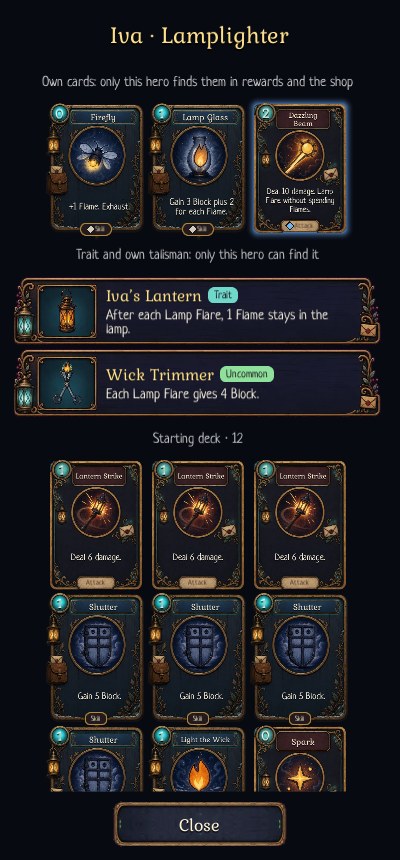 Iva · Lamplighter
Own cards: only this hero finds them in rewards and the shop
0
Firefly
+1 Flame. Exhaust.
Skill
1
Lamp Glass
Gain 3 Block plus 2
for each Flame.
Skill
2
Dazzling
Beam
Deal 10 damage. Lamp
Flare without spending
Flames.
Attack
Trait and own talisman: only this hero can find it
Iva's Lantern Trait
After each Lamp Flare, 1 Flame stays in the
lamp.
Wick Trimmer Uncommon
Each Lamp Flare gives 4 Block.
Starting deck · 12
1
Lantern Strike
Deal 6 damage.
Attack
1
Lantern Strike
Deal 6 damage.
Attack
1
Lantern Strike
Deal 6 damage.
Attack
1
Shutter
Gain 5 Block.
Skill
1
Shutter
Gain 5 Block.
Skill
1
Shutter
Gain 5 Block.
Skill
1
Shutter
1
Light the Wick
0
Spark
Close